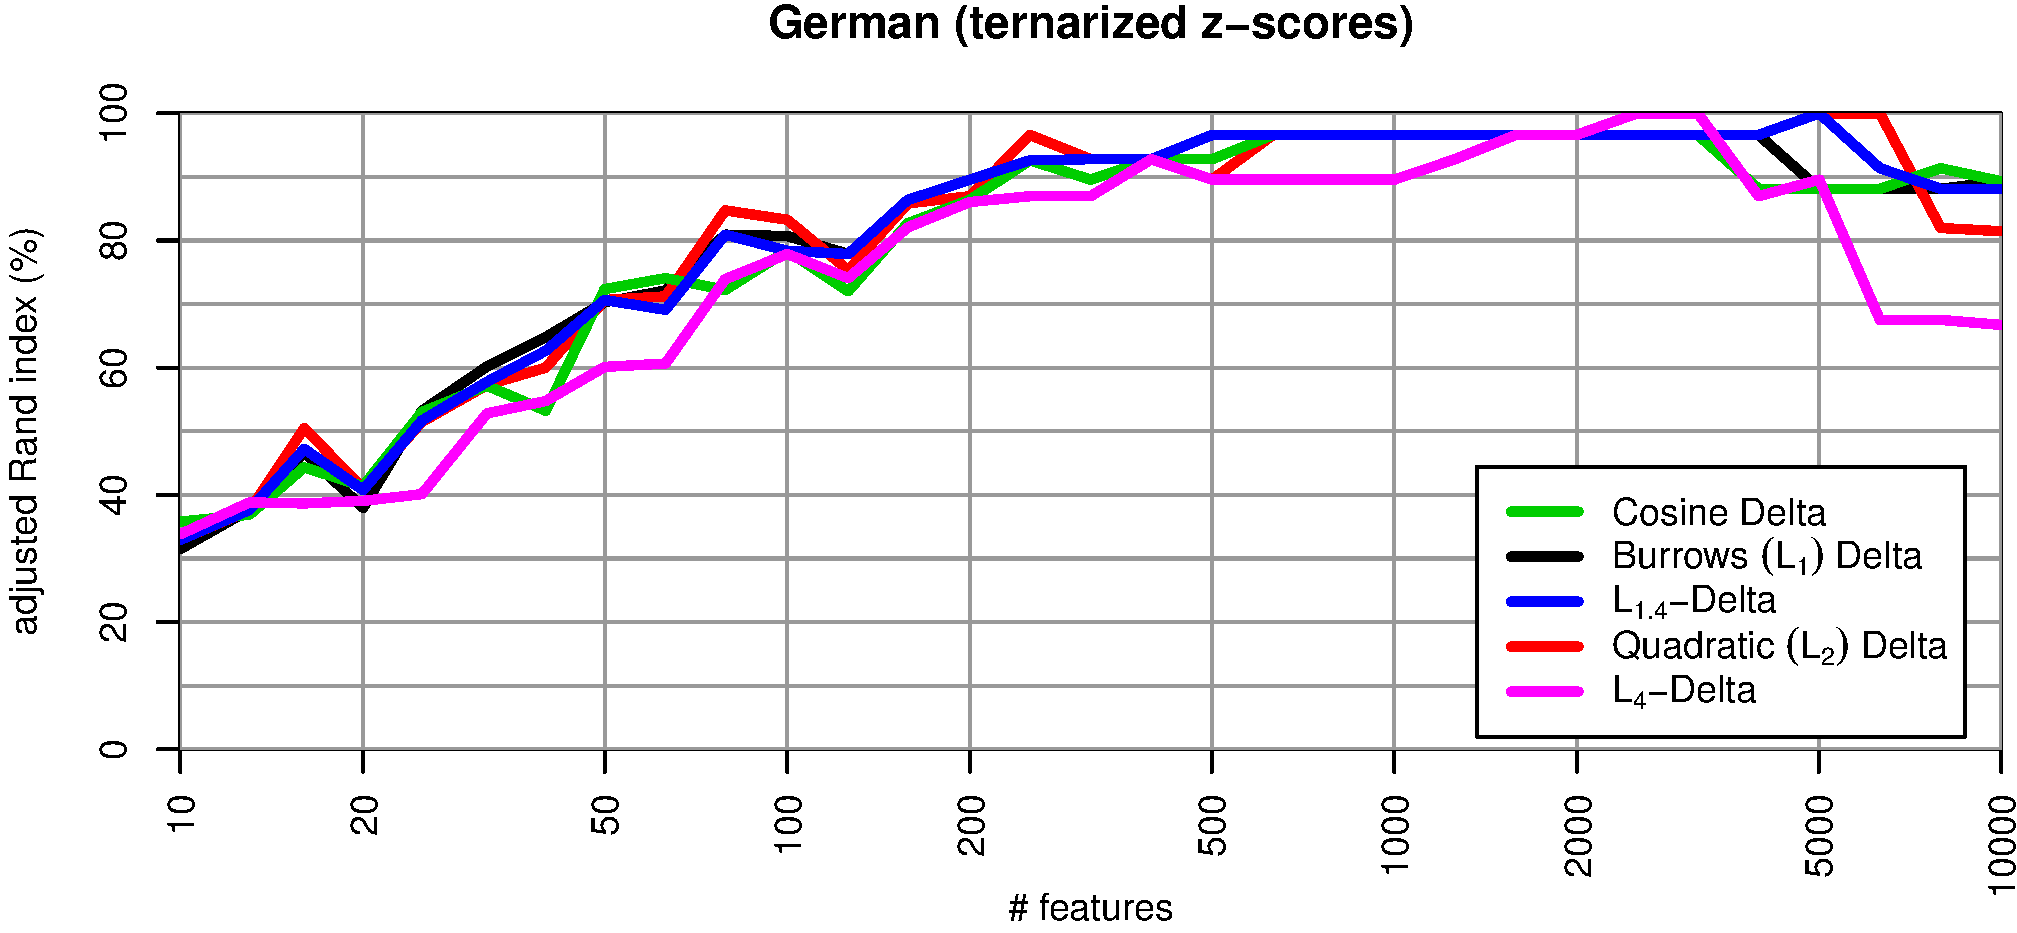 German (ternarized z−scores)
adjusted Rand index (%)
100
80
60
40
20
0
Cosine Delta
Burrows (L₁) Delta
L₁.₄−Delta
Quadratic (L₂) Delta
L₄−Delta
10
20
50
100
200
500
1000
2000
5000
10000
# features